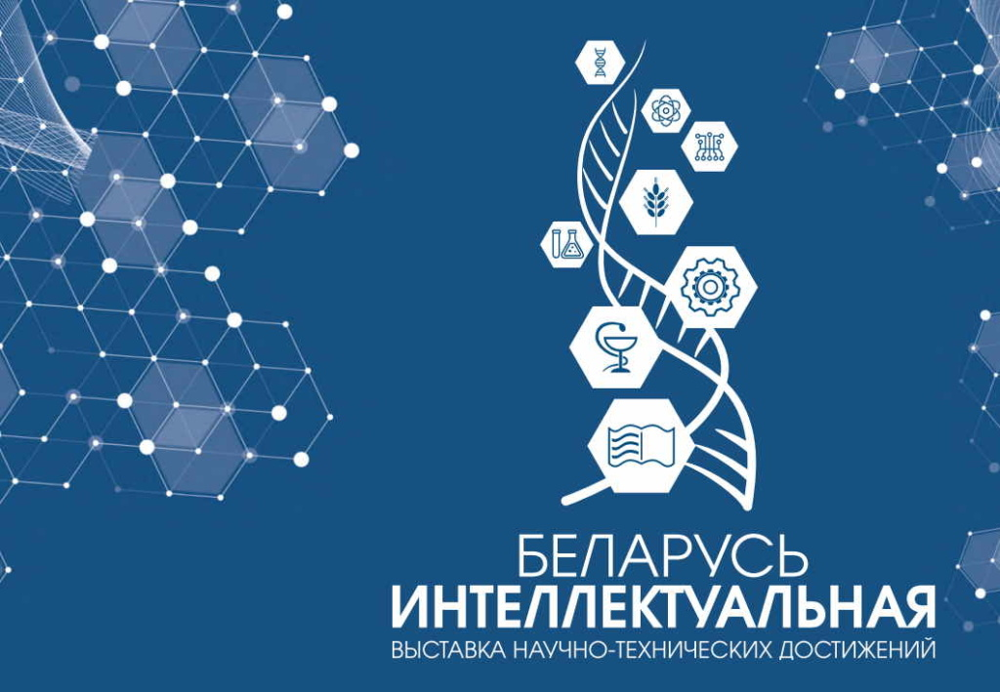 БЕЛАРУСЬ
ИНТЕЛЛЕКТУАЛЬНАЯ
ВЫСТАВКА НАУЧНО-ТЕХНИЧЕСКИХ ДОСТИЖЕНИЙ